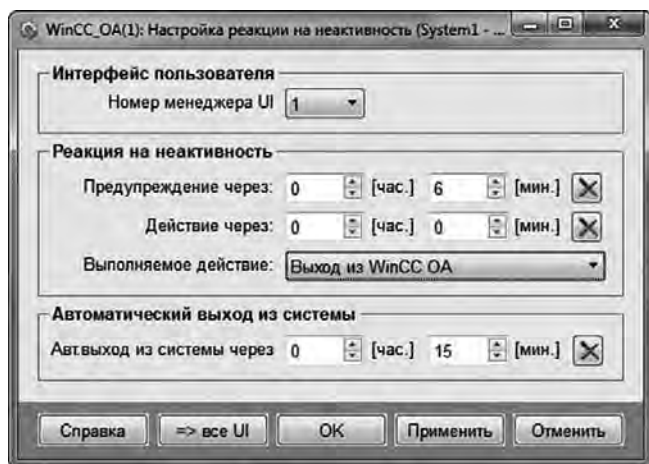 WinCC_OA(1): Настройка реакции на неактивность (System1 - ...
Интерфейс пользователя
Номер менеджера UI 1
Реакция на неактивность
Предупреждение через: 0 [час.] 6 [мин.]
Действие через: 0 [час.] 0 [мин.]
Выполняемое действие: Выход из WinCC OA
Автоматический выход из системы
Авт.выход из системы через 0 [час.] 15 [мин.]
Справка => все UI OK Применить Отменить